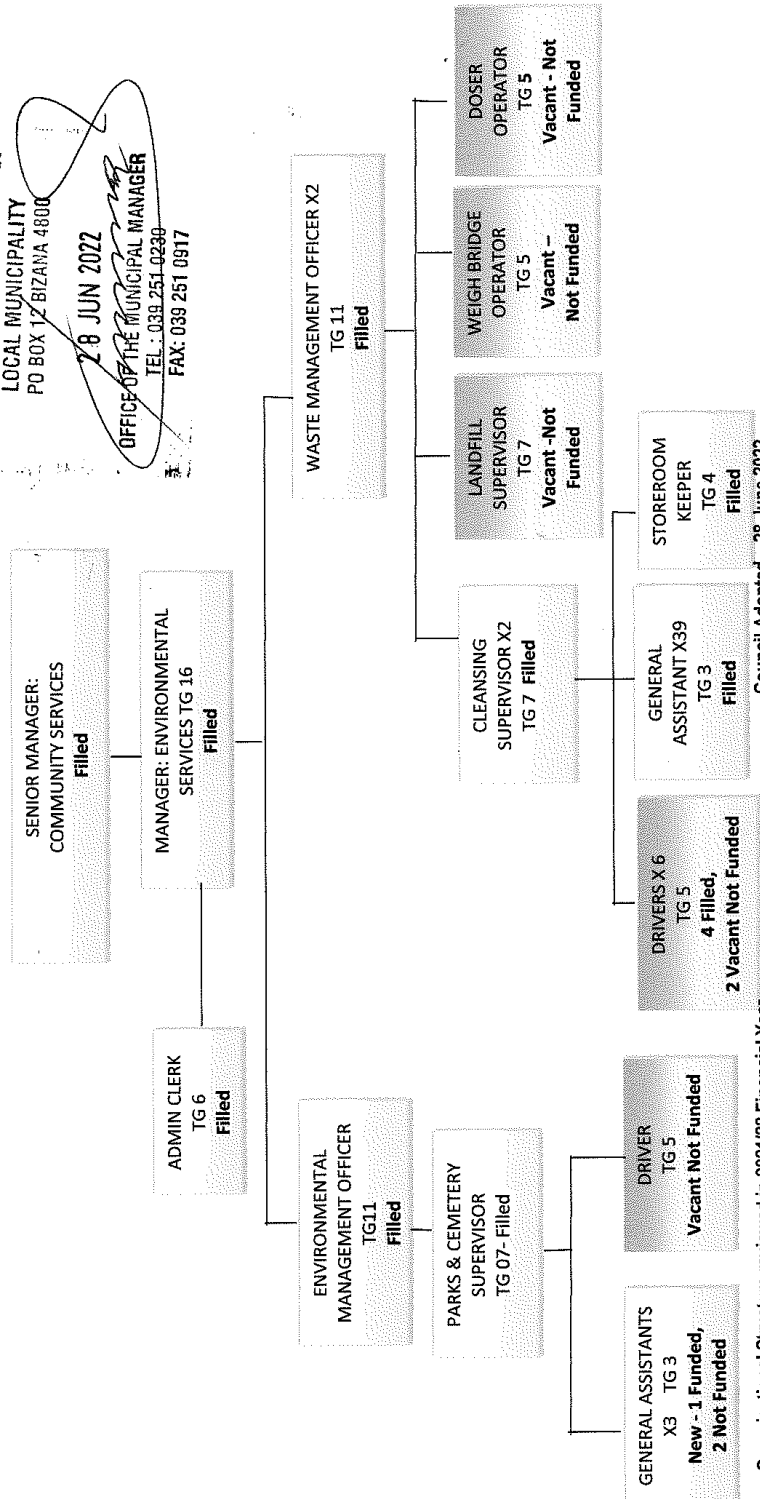 LOCAL MUNICIPALITY
PO BOX 12 BIZANA 4800
28 JUN 2022
OFFICE OF THE MUNICIPAL MANAGER
TEL : 039 251 0230
FAX: 039 251 0917
SENIOR MANAGER:
COMMUNITY SERVICES
Filled
MANAGER: ENVIRONMENTAL
SERVICES TG 16
Filled
ADMIN CLERK
TG 6
Filled
ENVIRONMENTAL
MANAGEMENT OFFICER
TG11
Filled
PARKS & CEMETERY
SUPERVISOR
TG 07- Filled
GENERAL ASSISTANTS
X3 TG 3
New - 1 Funded,
2 Not Funded
DRIVER
TG 5
Vacant Not Funded
WASTE MANAGEMENT OFFICER X2
TG 11
Filled
CLEANSING
SUPERVISOR X2
TG 7 Filled
LANDFILL
SUPERVISOR
TG 7
Vacant -Not
Funded
WEIGH BRIDGE
OPERATOR
TG 5
Vacant –
Not Funded
DOSER
OPERATOR
TG 5
Vacant - Not
Funded
DRIVERS X 6
TG 5
4 Filled,
2 Vacant Not Funded
GENERAL
ASSISTANT X39
TG 3
Filled
STOREROOM
KEEPER
TG 4
Filled
Council Adopted 28 June 2022
Financial Year